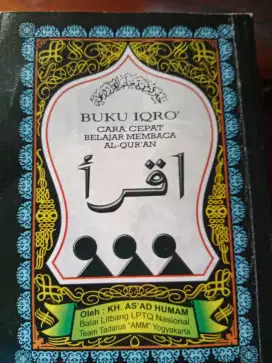 BUKU IQRO'
CARA CEPAT
BELAJAR MEMBACA
AL-QUR'AN
اقرأ
Oleh : KH. AS'AD HUMAM
Balai Litbang LPTQ Nasional
Team Tadarus "AMM" Yogyakarta